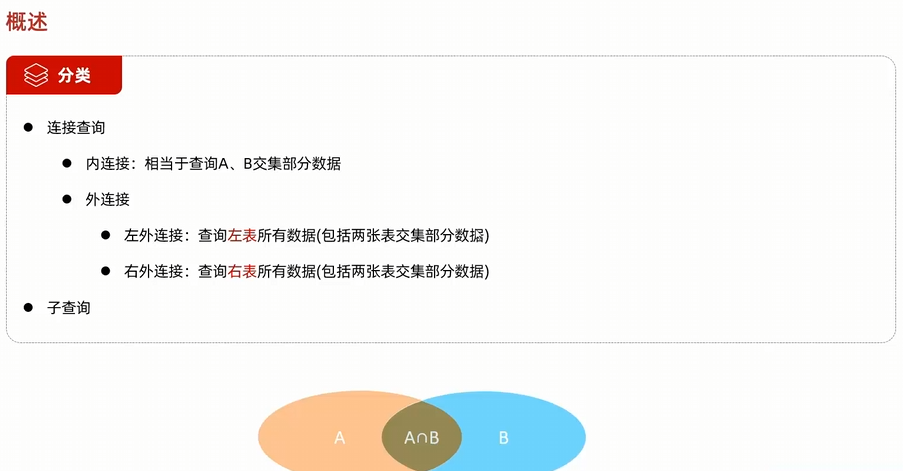 概述
分类
连接查询
内连接：相当于查询A、B交集部分数据
外连接
左外连接：查询左表所有数据(包括两张表交集部分数据)
右外连接：查询右表所有数据(包括两张表交集部分数据)
子查询
A A∩B B